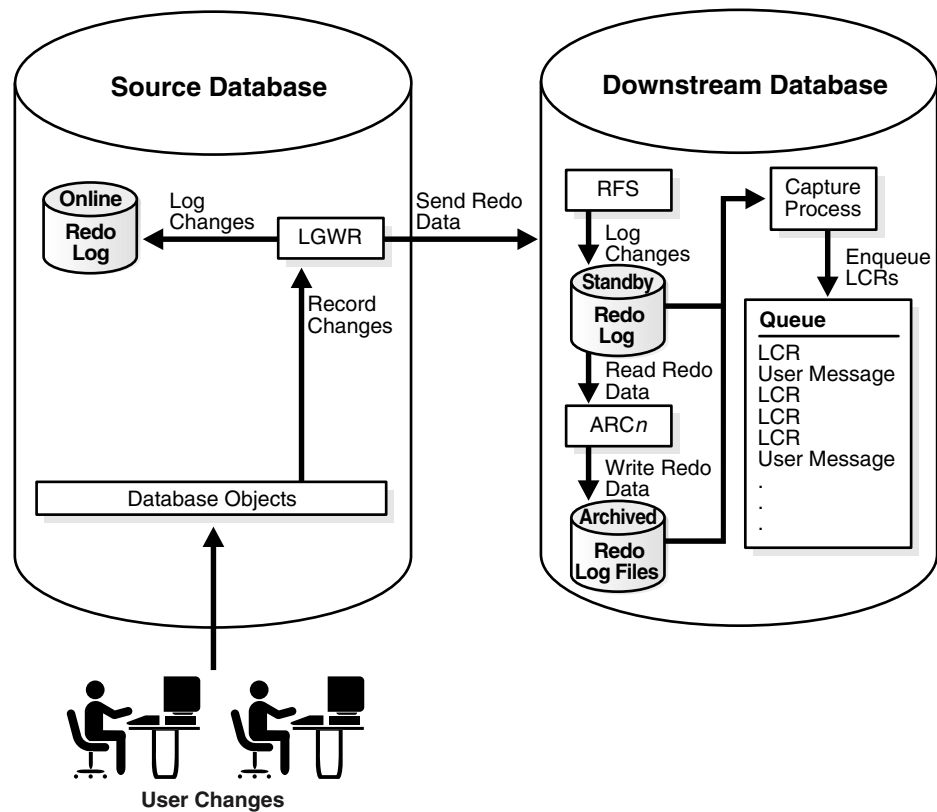 Source Database
Online
Redo
Log
Log
Changes
LGWR
Send Redo
Data
Record
Changes
Database Objects
User Changes
Downstream Database
RFS
Log
Changes
Standby
Redo
Log
Read Redo
Data
ARCn
Write Redo
Data
Archived
Redo
Log Files
Capture
Process
Enqueue
LCRs
Queue
LCR
User Message
LCR
LCR
LCR
User Message
.
.
.